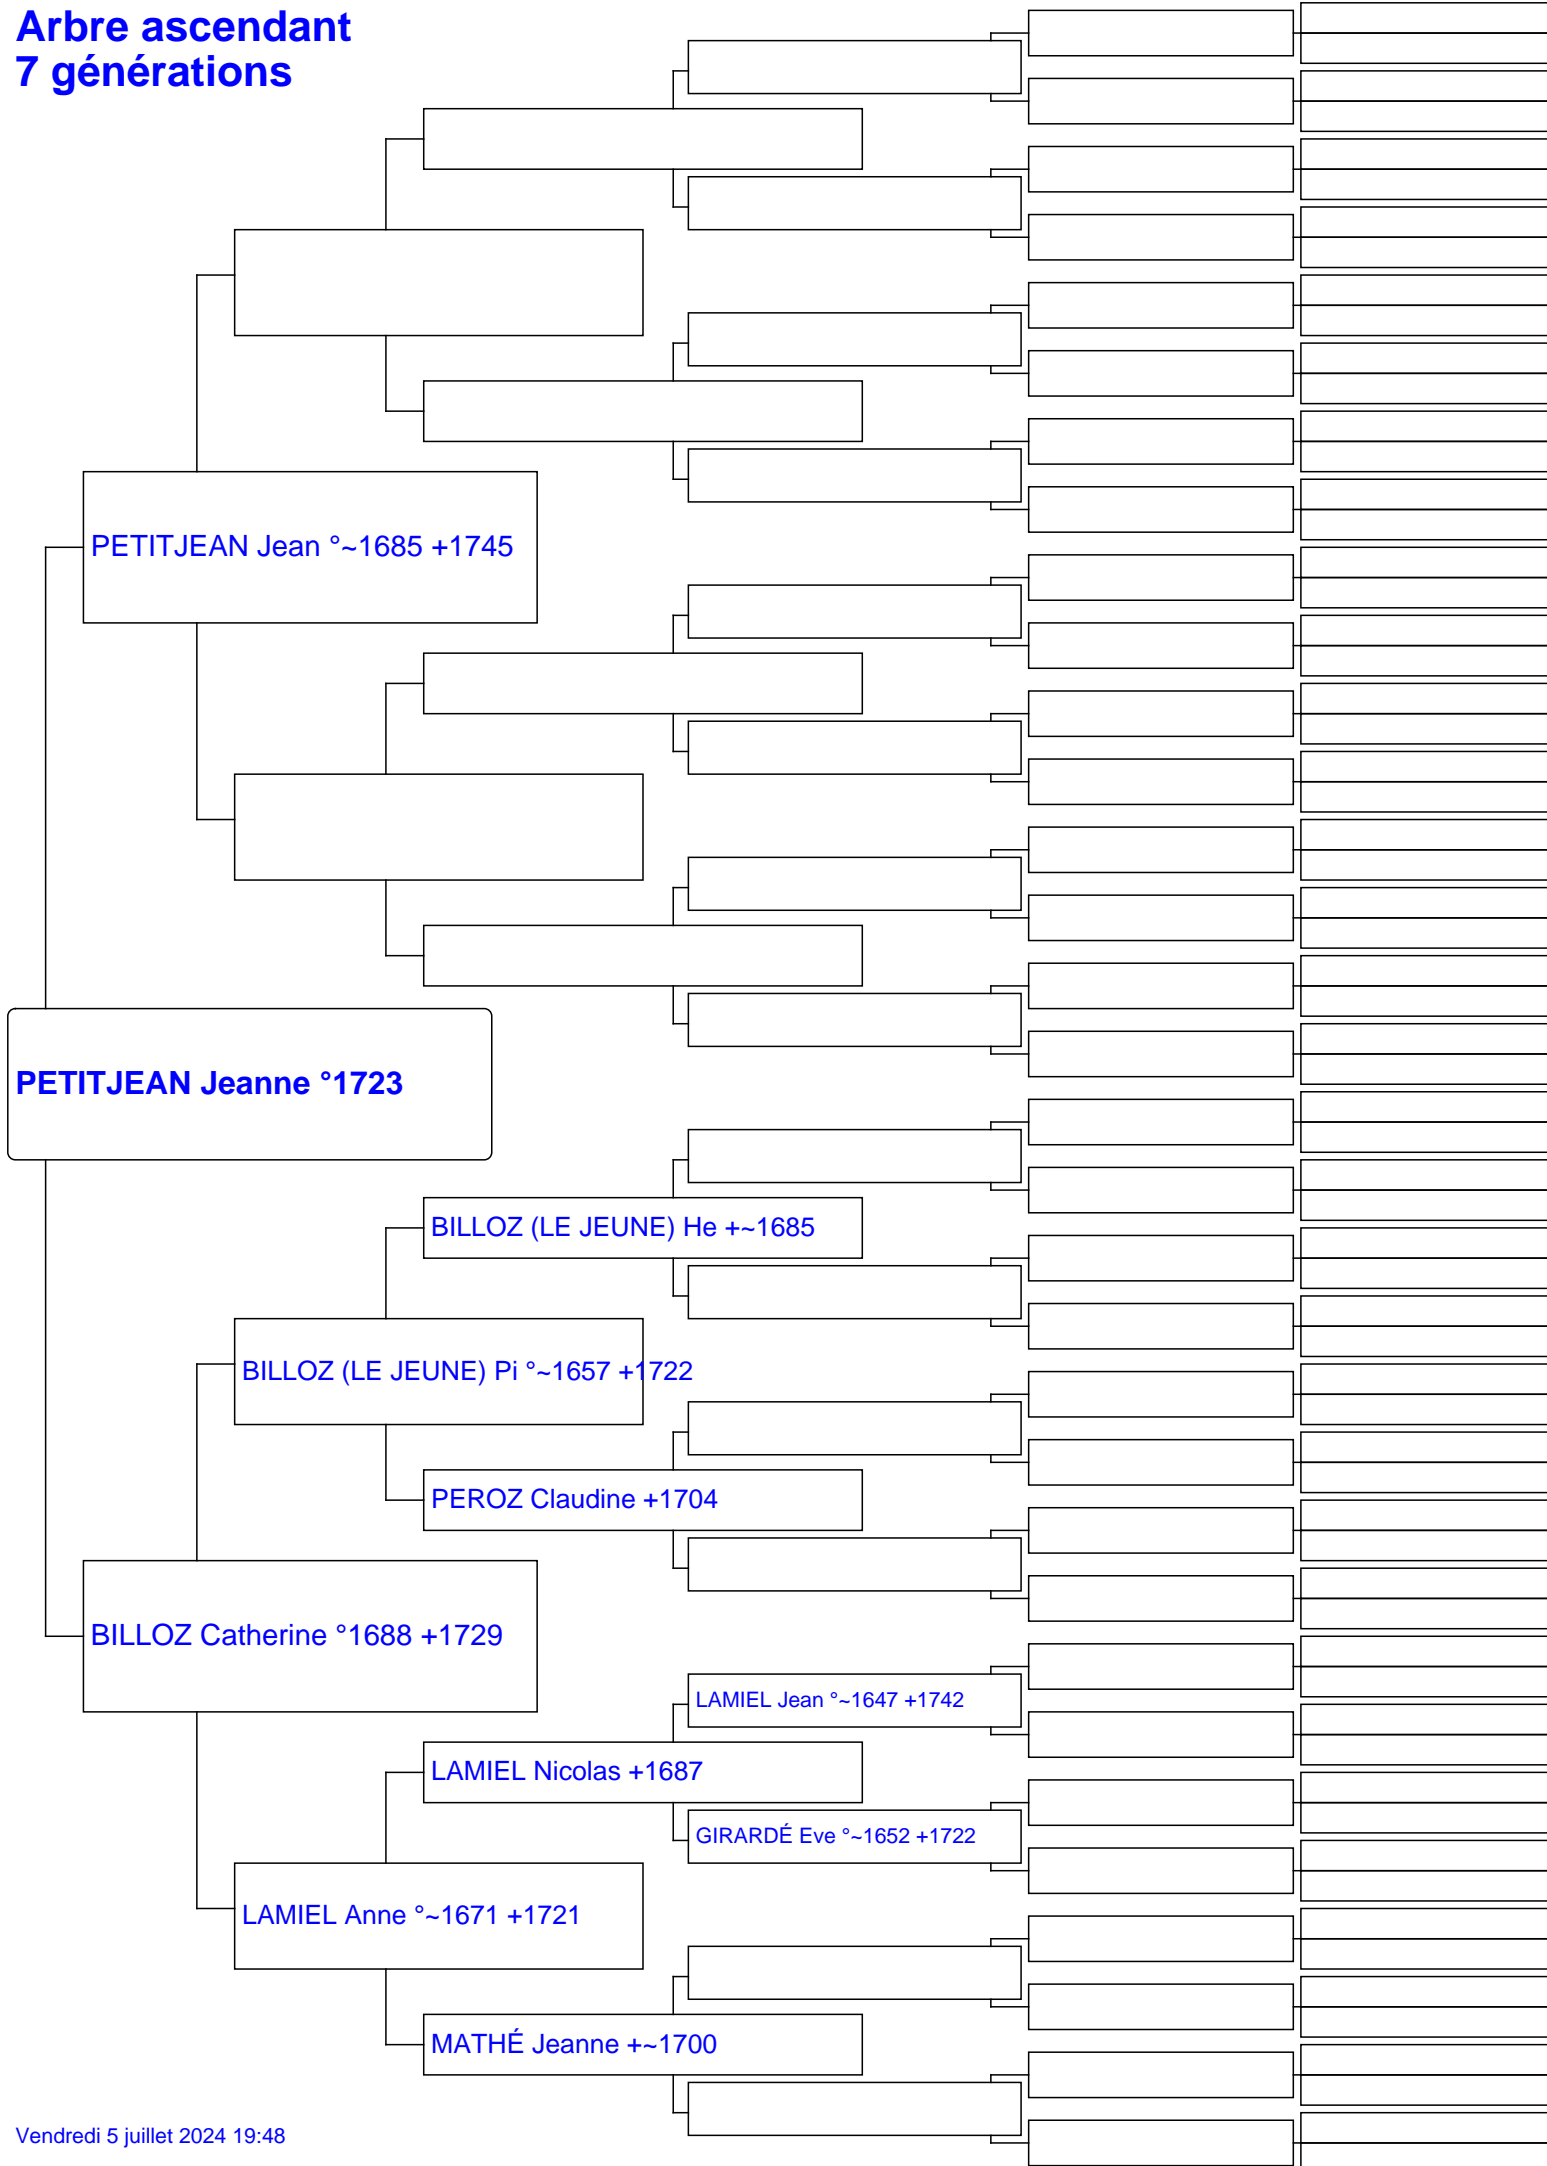 Arbre ascendant
7 générations
PETITJEAN Jean °~1685 +1745
PETITJEAN Jeanne °1723
BILLOZ (LE JEUNE) He +~1685
BILLOZ (LE JEUNE) Pi °~1657 +1722
PEROZ Claudine +1704
BILLOZ Catherine °1688 +1729
LAMIEL Jean °~1647 +1742
LAMIEL Nicolas +1687
GIRARDÉ Eve °~1652 +1722
LAMIEL Anne °~1671 +1721
MATHÉ Jeanne +~1700
Vendredi 5 juillet 2024 19:48